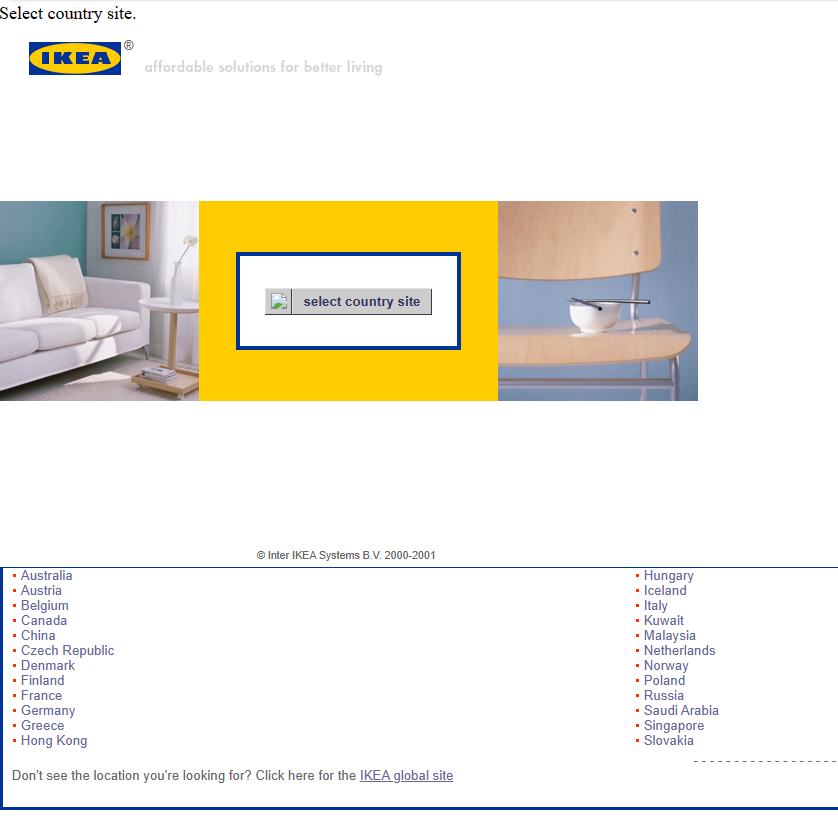 Select country site.
IKEA ®
affordable solutions for better living
select country site
© Inter IKEA Systems B.V. 2000-2001
Australia
Austria
Belgium
Canada
China
Czech Republic
Denmark
Finland
France
Germany
Greece
Hong Kong
Hungary
Iceland
Italy
Kuwait
Malaysia
Netherlands
Norway
Poland
Russia
Saudi Arabia
Singapore
Slovakia
Don't see the location you're looking for? Click here for the IKEA global site